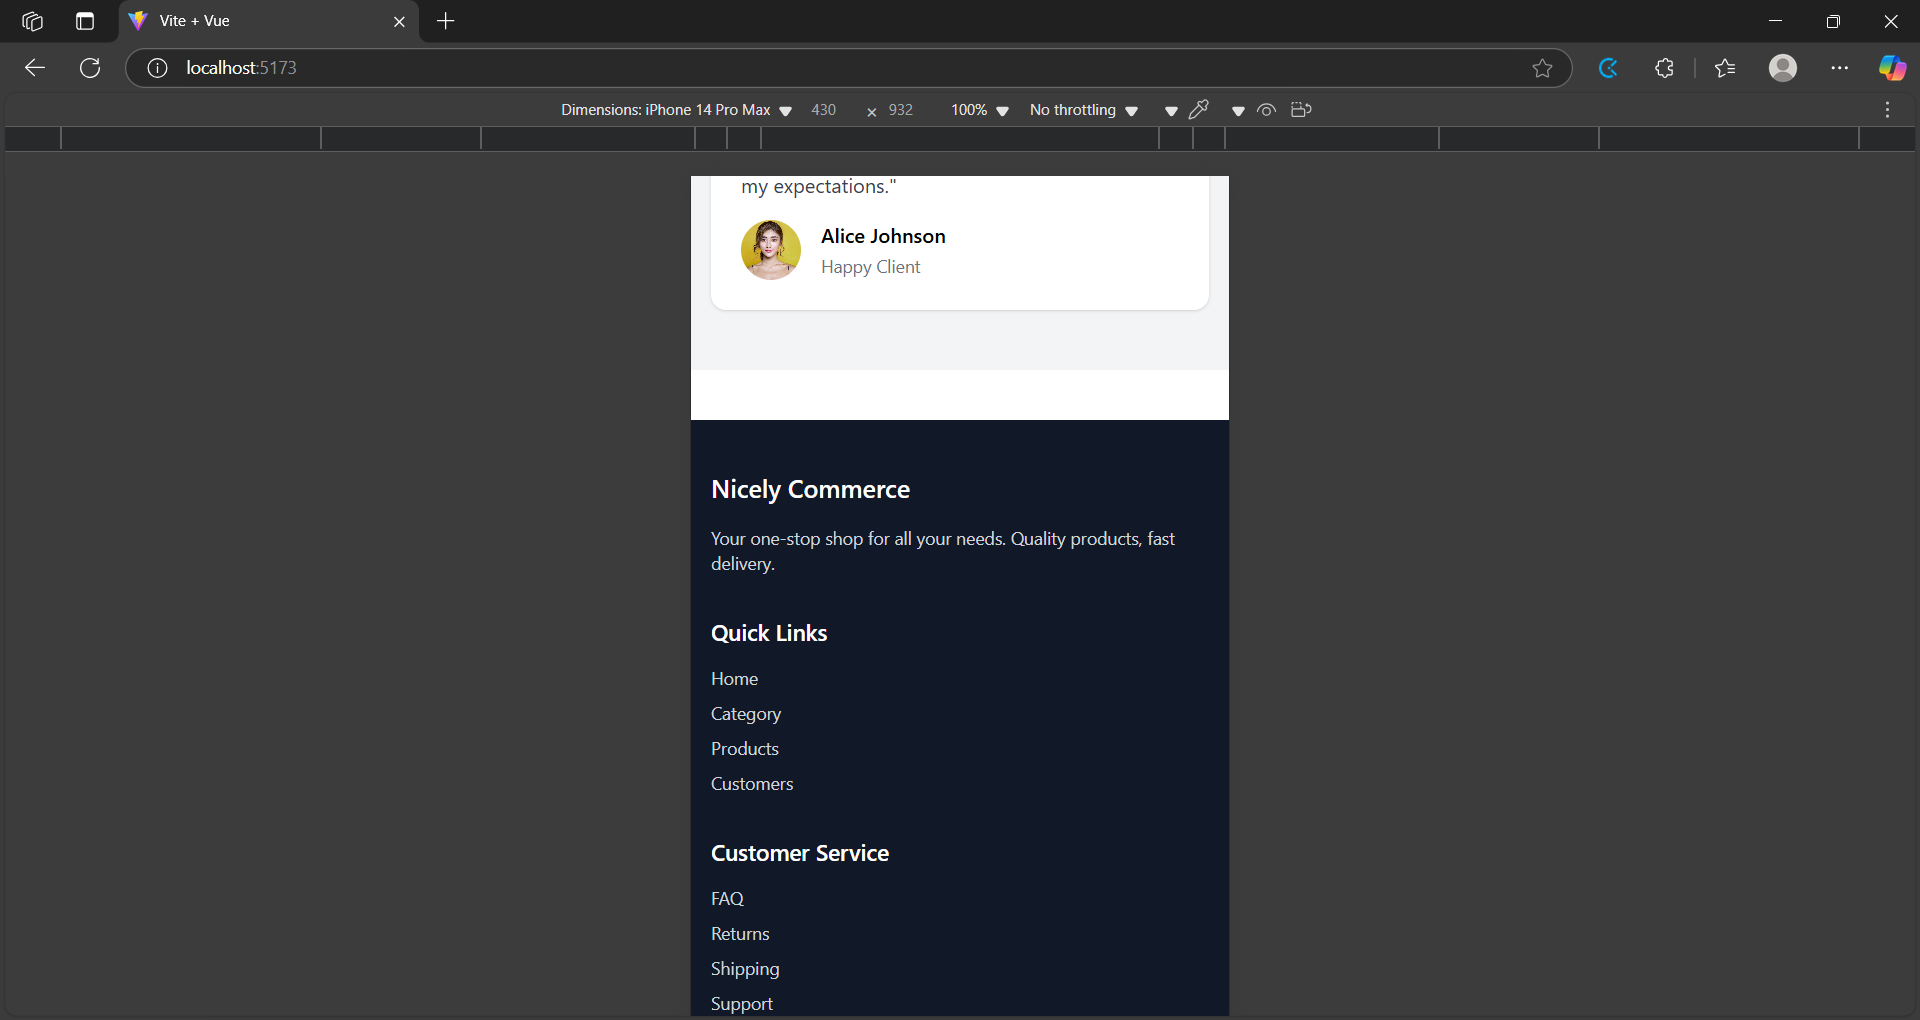 Vite + Vue
localhost:5173
Dimensions: iPhone 14 Pro Max 430 × 932 100% No throttling
my expectations."
Alice Johnson
Happy Client
Nicely Commerce
Your one-stop shop for all your needs. Quality products, fast
delivery.
Quick Links
Home
Category
Products
Customers
Customer Service
FAQ
Returns
Shipping
Support